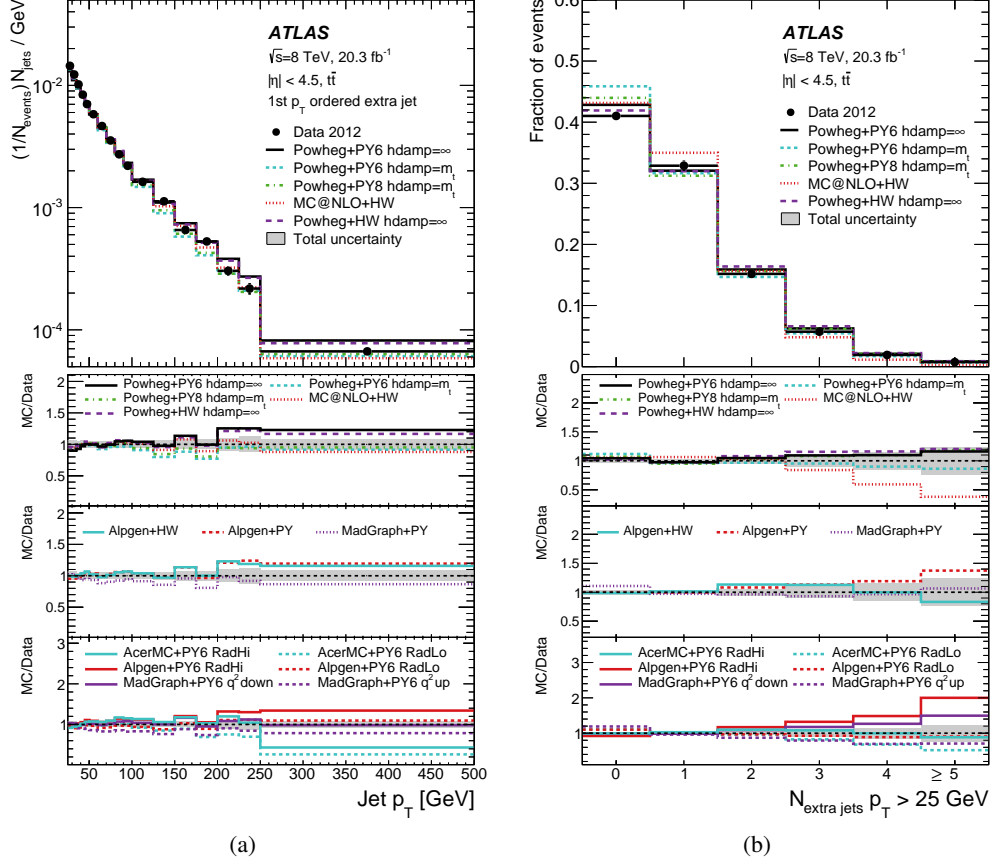 ATLAS
√s=8 TeV, 20.3 fb⁻¹
|η| < 4.5, tt̄
1st p_T ordered extra jet
Data 2012
Powheg+PY6 hdamp=∞
Powheg+PY6 hdamp=m_t
Powheg+PY8 hdamp=m_t
MC@NLO+HW
Powheg+HW hdamp=∞
Total uncertainty
(1/N_events) N_jets / GeV
10⁻²
10⁻³
10⁻⁴
MC/Data
2
1.5
1
0.5
Powheg+PY6 hdamp=∞ Powheg+PY6 hdamp=m_t
Powheg+PY8 hdamp=m_t MC@NLO+HW
Powheg+HW hdamp=∞
MC/Data
2
1.5
1
0.5
Alpgen+HW Alpgen+PY MadGraph+PY
MC/Data
3
2
1
AcerMC+PY6 RadHi AcerMC+PY6 RadLo
Alpgen+PY6 RadHi Alpgen+PY6 RadLo
MadGraph+PY6 q² down MadGraph+PY6 q² up
50 100 150 200 250 300 350 400 450 500
Jet p_T [GeV]
(a)
ATLAS
√s=8 TeV, 20.3 fb⁻¹
|η| < 4.5, tt̄
Data 2012
Powheg+PY6 hdamp=∞
Powheg+PY6 hdamp=m_t
Powheg+PY8 hdamp=m_t
MC@NLO+HW
Powheg+HW hdamp=∞
Total uncertainty
Fraction of events
0.6
0.5
0.4
0.3
0.2
0.1
0
MC/Data
2.5
2
1.5
1
0.5
Powheg+PY6 hdamp=∞ Powheg+PY6 hdamp=m_t
Powheg+PY8 hdamp=m_t MC@NLO+HW
Powheg+HW hdamp=∞
MC/Data
2
1.5
1
0.5
Alpgen+HW Alpgen+PY MadGraph+PY
MC/Data
4
3
2
1
AcerMC+PY6 RadHi AcerMC+PY6 RadLo
Alpgen+PY6 RadHi Alpgen+PY6 RadLo
MadGraph+PY6 q² down MadGraph+PY6 q² up
0 1 2 3 4 ≥ 5
N_extra jets p_T > 25 GeV
(b)